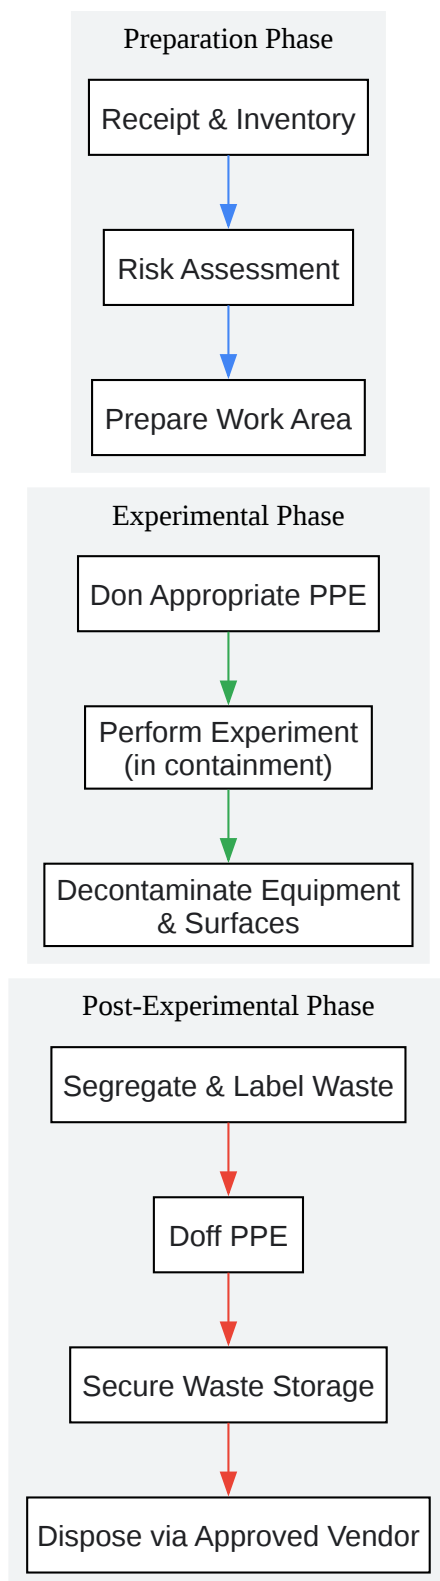 Preparation Phase
Receipt & Inventory
Risk Assessment
Prepare Work Area
Experimental Phase
Don Appropriate PPE
Perform Experiment
(in containment)
Decontaminate Equipment
& Surfaces
Post-Experimental Phase
Segregate & Label Waste
Doff PPE
Secure Waste Storage
Dispose via Approved Vendor